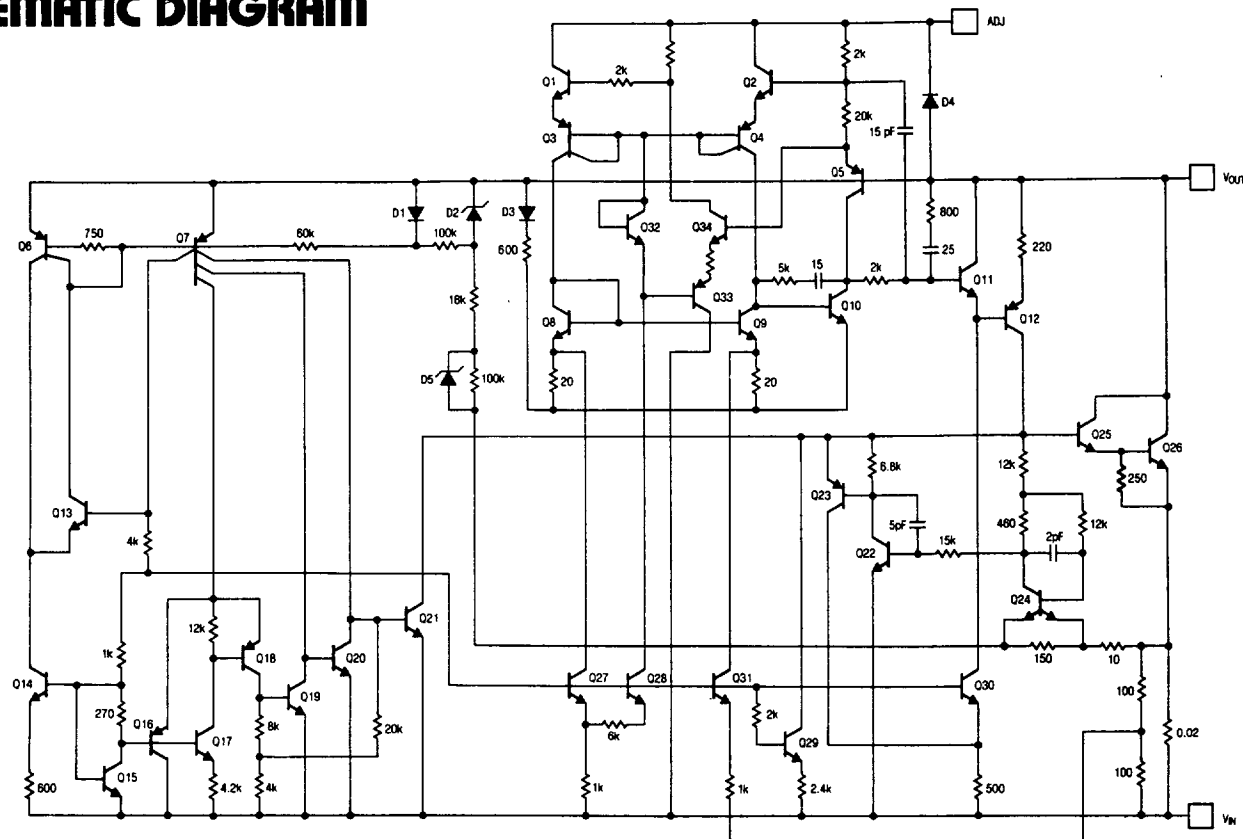 EMATIC DIAGRAM
ADJ
Q1
2k
Q2
2k
D4
20k
15 pF
Q3
Q4
Q5
VOUT
Q6
750
Q7
60k
D1
D2
100k
D3
600
Q32
Q34
800
25
220
5k
15
2k
Q11
18k
Q33
Q10
Q12
Q8
Q9
D5
100k
20
20
Q25
Q26
6.8k
12k
250
Q23
Q13
4k
5pF
460
12k
15k
2pF
Q22
Q24
Q21
12k
1k
Q18
Q20
150
10
Q14
Q27
Q28
Q31
Q30
270
Q16
Q19
100
8k
2k
Q17
20k
6k
Q29
0.02
Q15
600
4.2k
4k
1k
1k
2.4k
500
100
VIN